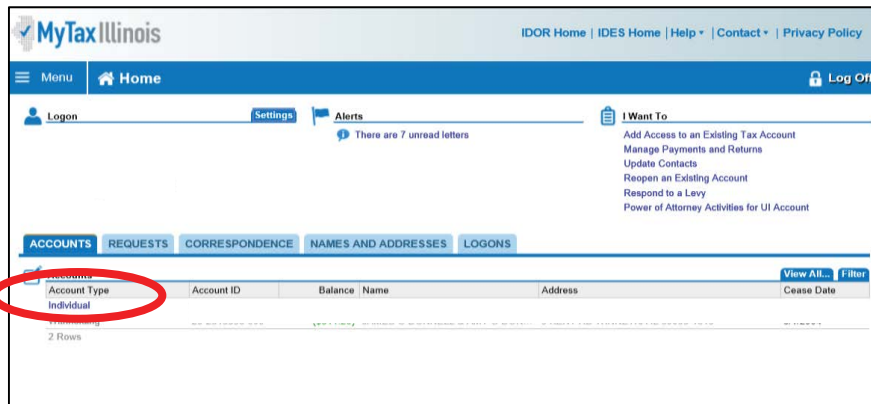 MyTax Illinois
IDOR Home | IDES Home | Help | Contact | Privacy Policy
Menu Home Log Off
Logon Settings
Alerts
There are 7 unread letters
I Want To
Add Access to an Existing Tax Account
Manage Payments and Returns
Update Contacts
Reopen an Existing Account
Respond to a Levy
Power of Attorney Activities for UI Account
ACCOUNTS REQUESTS CORRESPONDENCE NAMES AND ADDRESSES LOGONS
Accounts View All... Filter
Account Type Account ID Balance Name Address Cease Date
Individual
2 Rows